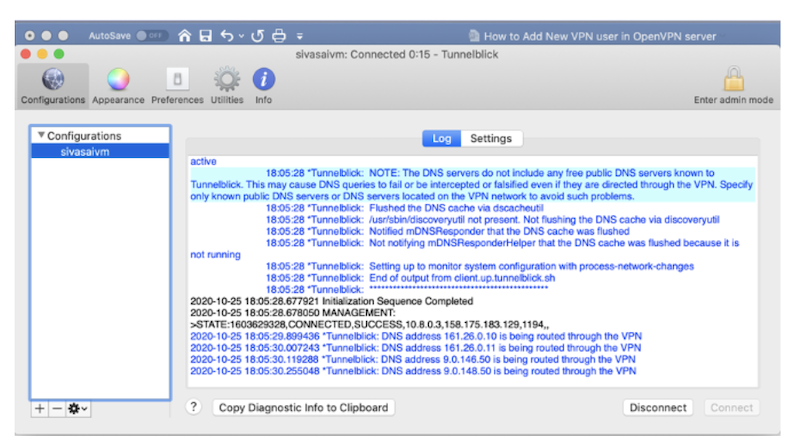 AutoSave OFF
How to Add New VPN user in OpenVPN server
sivasaivm: Connected 0:15 - Tunnelblick
Configurations Appearance Preferences Utilities Info Enter admin mode
Configurations
sivasaivm
Log Settings
active
18:05:28 *Tunnelblick: NOTE: The DNS servers do not include any free public DNS servers known to
Tunnelblick. This may cause DNS queries to fail or be intercepted or falsified even if they are directed through the VPN. Specify
only known public DNS servers or DNS servers located on the VPN network to avoid such problems.
18:05:28 *Tunnelblick: Flushed the DNS cache via dscacheutil
18:05:28 *Tunnelblick: /usr/sbin/discoveryutil not present. Not flushing the DNS cache via discoveryutil
18:05:28 *Tunnelblick: Notified mDNSResponder that the DNS cache was flushed
18:05:28 *Tunnelblick: Not notifying mDNSResponderHelper that the DNS cache was flushed because it is
not running
18:05:28 *Tunnelblick: Setting up to monitor system configuration with process-network-changes
18:05:28 *Tunnelblick: End of output from client.up.tunnelblick.sh
18:05:28 *Tunnelblick: **********************************************
2020-10-25 18:05:28.677921 Initialization Sequence Completed
2020-10-25 18:05:28.678050 MANAGEMENT:
>STATE:1603629328,CONNECTED,SUCCESS,10.8.0.3,158.175.183.129,1194,,
2020-10-25 18:05:29.899436 *Tunnelblick: DNS address 161.26.0.10 is being routed through the VPN
2020-10-25 18:05:30.007243 *Tunnelblick: DNS address 161.26.0.11 is being routed through the VPN
2020-10-25 18:05:30.119288 *Tunnelblick: DNS address 9.0.146.50 is being routed through the VPN
2020-10-25 18:05:30.255048 *Tunnelblick: DNS address 9.0.148.50 is being routed through the VPN
? Copy Diagnostic Info to Clipboard Disconnect Connect